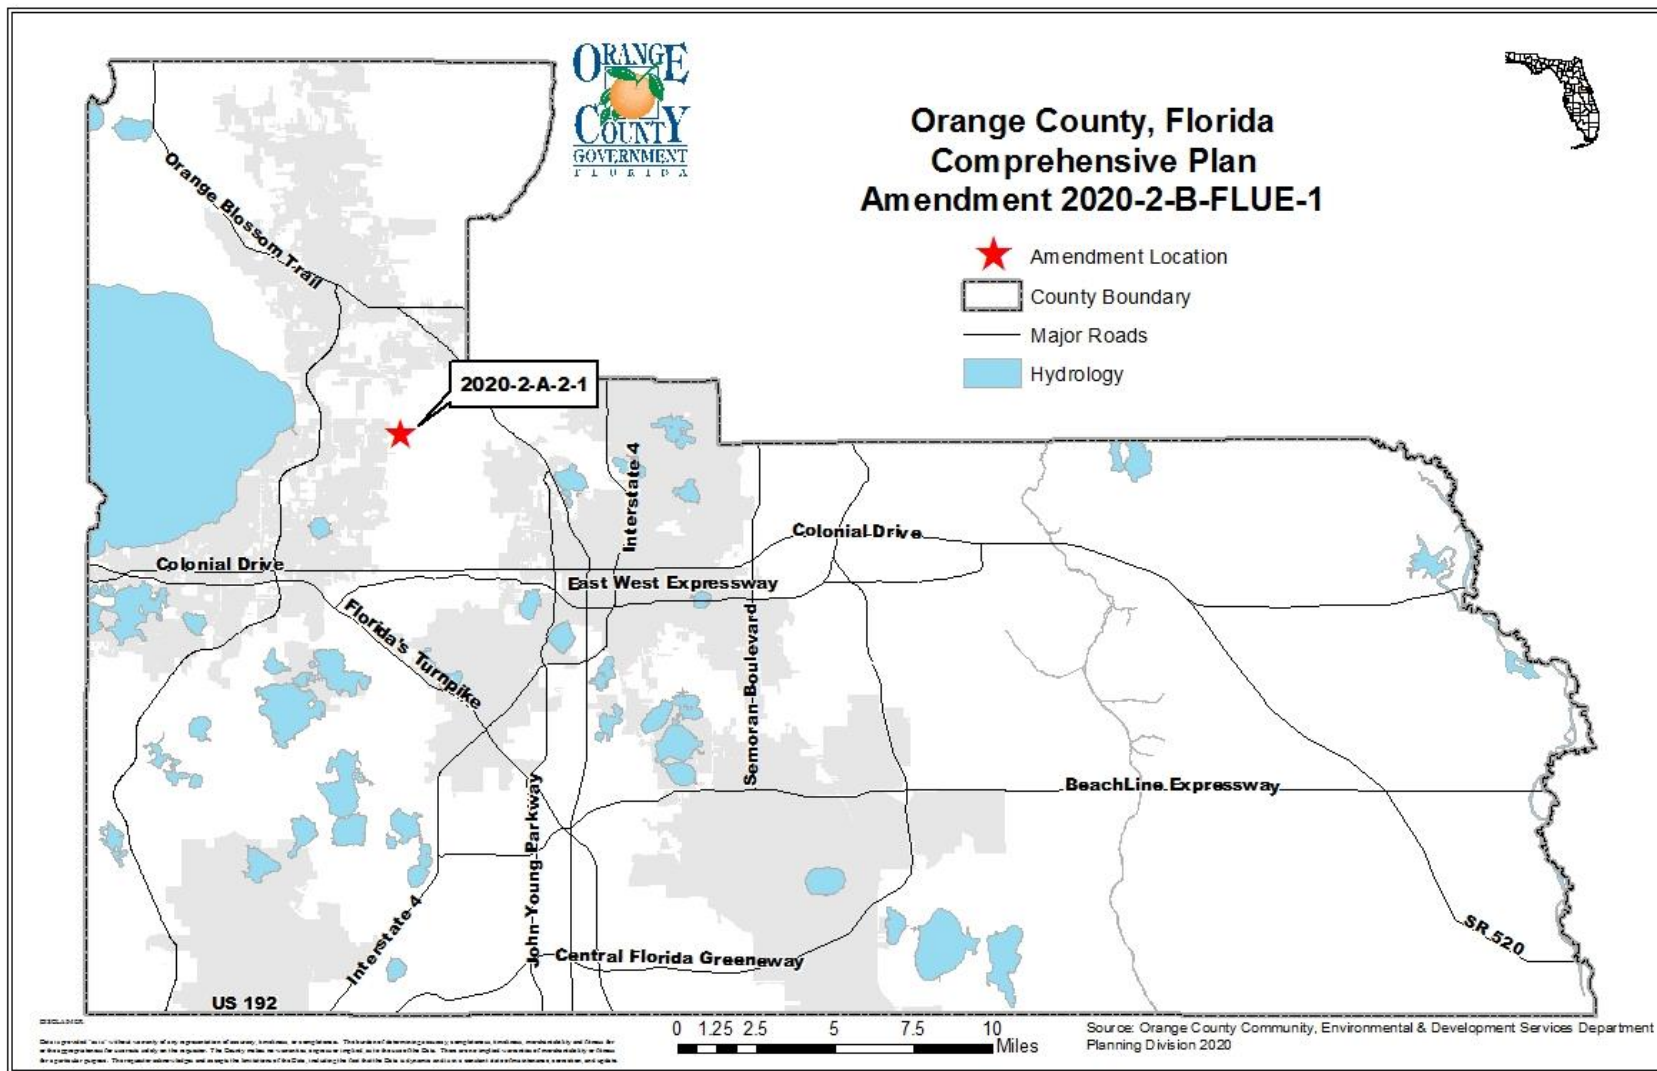 ORANGE
COUNTY
GOVERNMENT
FLORIDA
Orange County, Florida
Comprehensive Plan
Amendment 2020-2-B-FLUE-1
Amendment Location
County Boundary
Major Roads
Hydrology
Orange Blossom Trail
2020-2-A-2-1
Interstate 4
Colonial Drive
Colonial Drive
East West Expressway
Florida's Turnpike
Semoran Boulevard
John Young Parkway
BeachLine Expressway
Interstate 4
Central Florida Greeneway
SR 520
US 192
0 1.25 2.5 5 7.5 10
Miles
Source: Orange County Community, Environmental & Development Services Department
Planning Division 2020
DISCLAIMER: